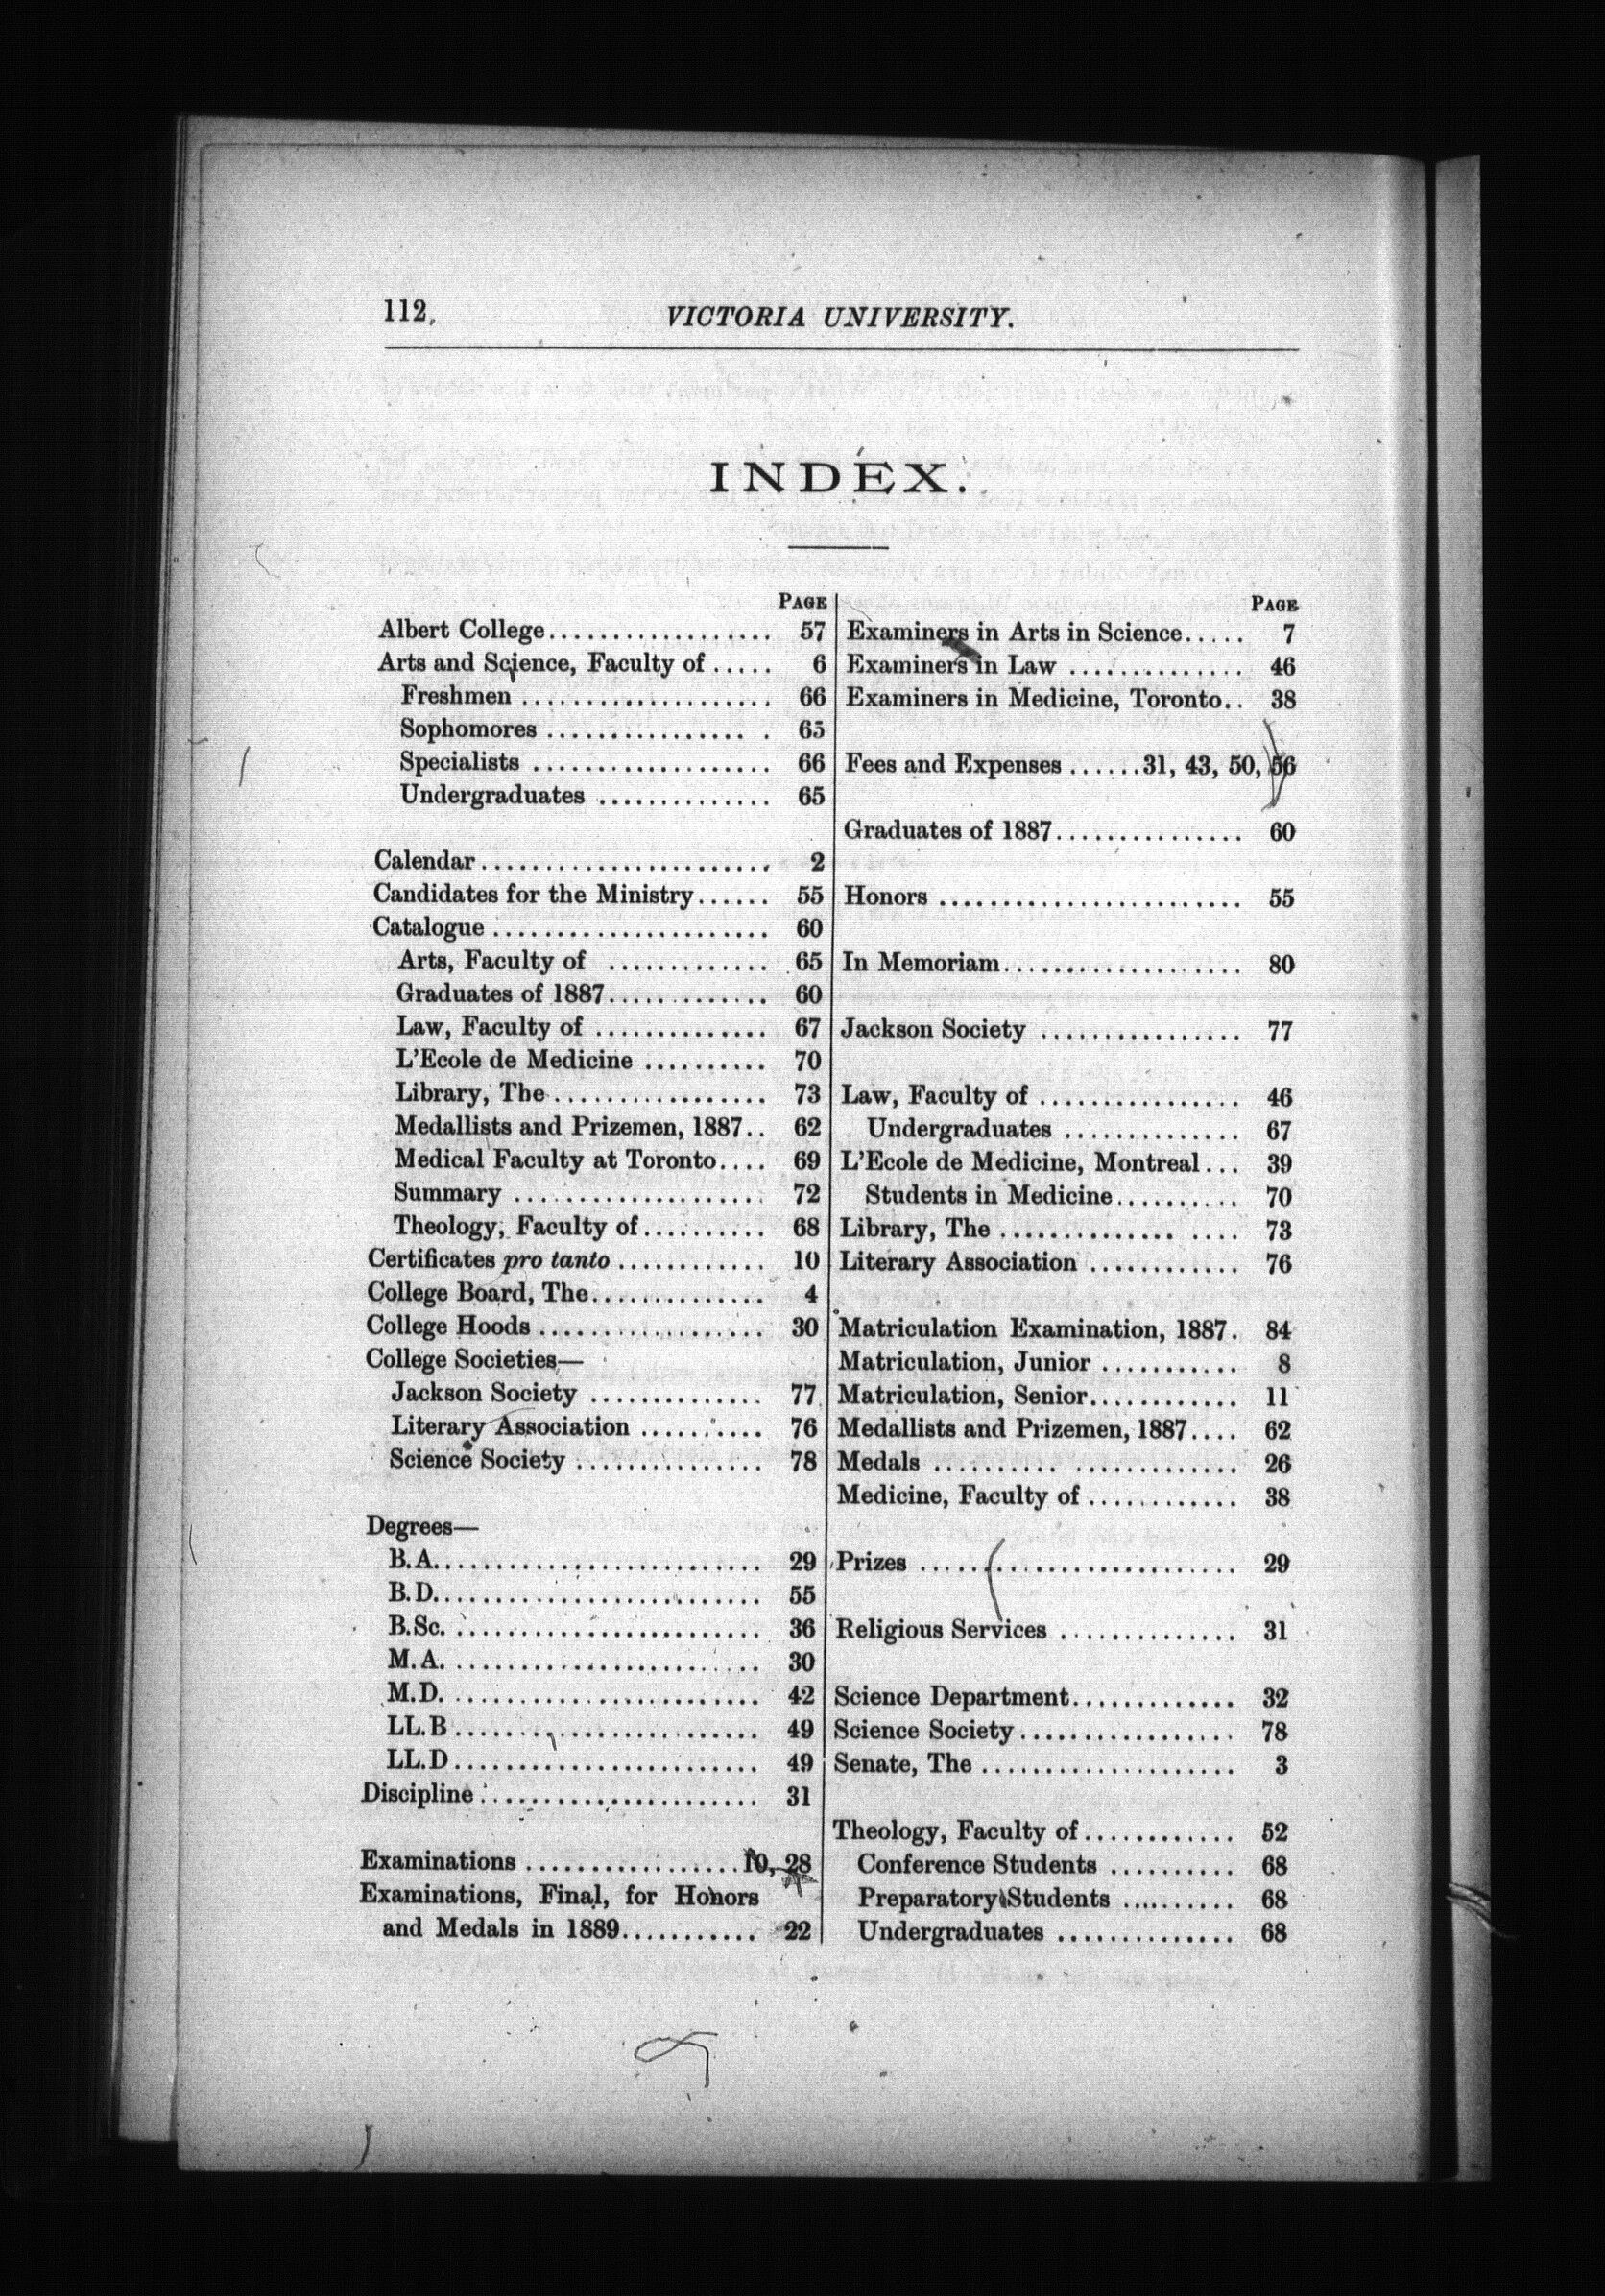 112. VICTORIA UNIVERSITY.
INDEX.
PAGE
Albert College.................. 57
Arts and Science, Faculty of ..... 6
Freshmen .................... 66
Sophomores ................. 65
Specialists ................... 66
Undergraduates .............. 65
Calendar....................... 2
Candidates for the Ministry...... 55
Catalogue ...................... 60
Arts, Faculty of ............. 65
Graduates of 1887............. 60
Law, Faculty of .............. 67
L'Ecole de Medicine .......... 70
Library, The................. 73
Medallists and Prizemen, 1887.. 62
Medical Faculty at Toronto.... 69
Summary .................... 72
Theology, Faculty of.......... 68
Certificates pro tanto ............ 10
College Board, The.............. 4
College Hoods .................. 30
College Societies—
Jackson Society .............. 77
Literary Association .......... 76
Science Society ............... 78
Degrees—
B.A.......................... 29
B.D.......................... 55
B.Sc. ........................ 36
M.A. ........................ 30
M.D. ........................ 42
LL.B........................ 49
LL.D........................ 49
Discipline ...................... 31
Examinations .................10, 28
Examinations, Final, for Honors
and Medals in 1889........... 22
PAGE
Examiners in Arts in Science..... 7
Examiners in Law .............. 46
Examiners in Medicine, Toronto.. 38
Fees and Expenses ......31, 43, 50, 56
Graduates of 1887............... 60
Honors ........................ 55
In Memoriam................... 80
Jackson Society ................ 77
Law, Faculty of ................ 46
Undergraduates .............. 67
L'Ecole de Medicine, Montreal... 39
Students in Medicine.......... 70
Library, The .................. 73
Literary Association ............ 76
Matriculation Examination, 1887. 84
Matriculation, Junior ........... 8
Matriculation, Senior............ 11
Medallists and Prizemen, 1887.... 62
Medals ....................... 26
Medicine, Faculty of ............ 38
Prizes ......................... 29
Religious Services .............. 31
Science Department............. 32
Science Society................. 78
Senate, The .................... 3
Theology, Faculty of............ 52
Conference Students .......... 68
Preparatory Students .......... 68
Undergraduates .............. 68